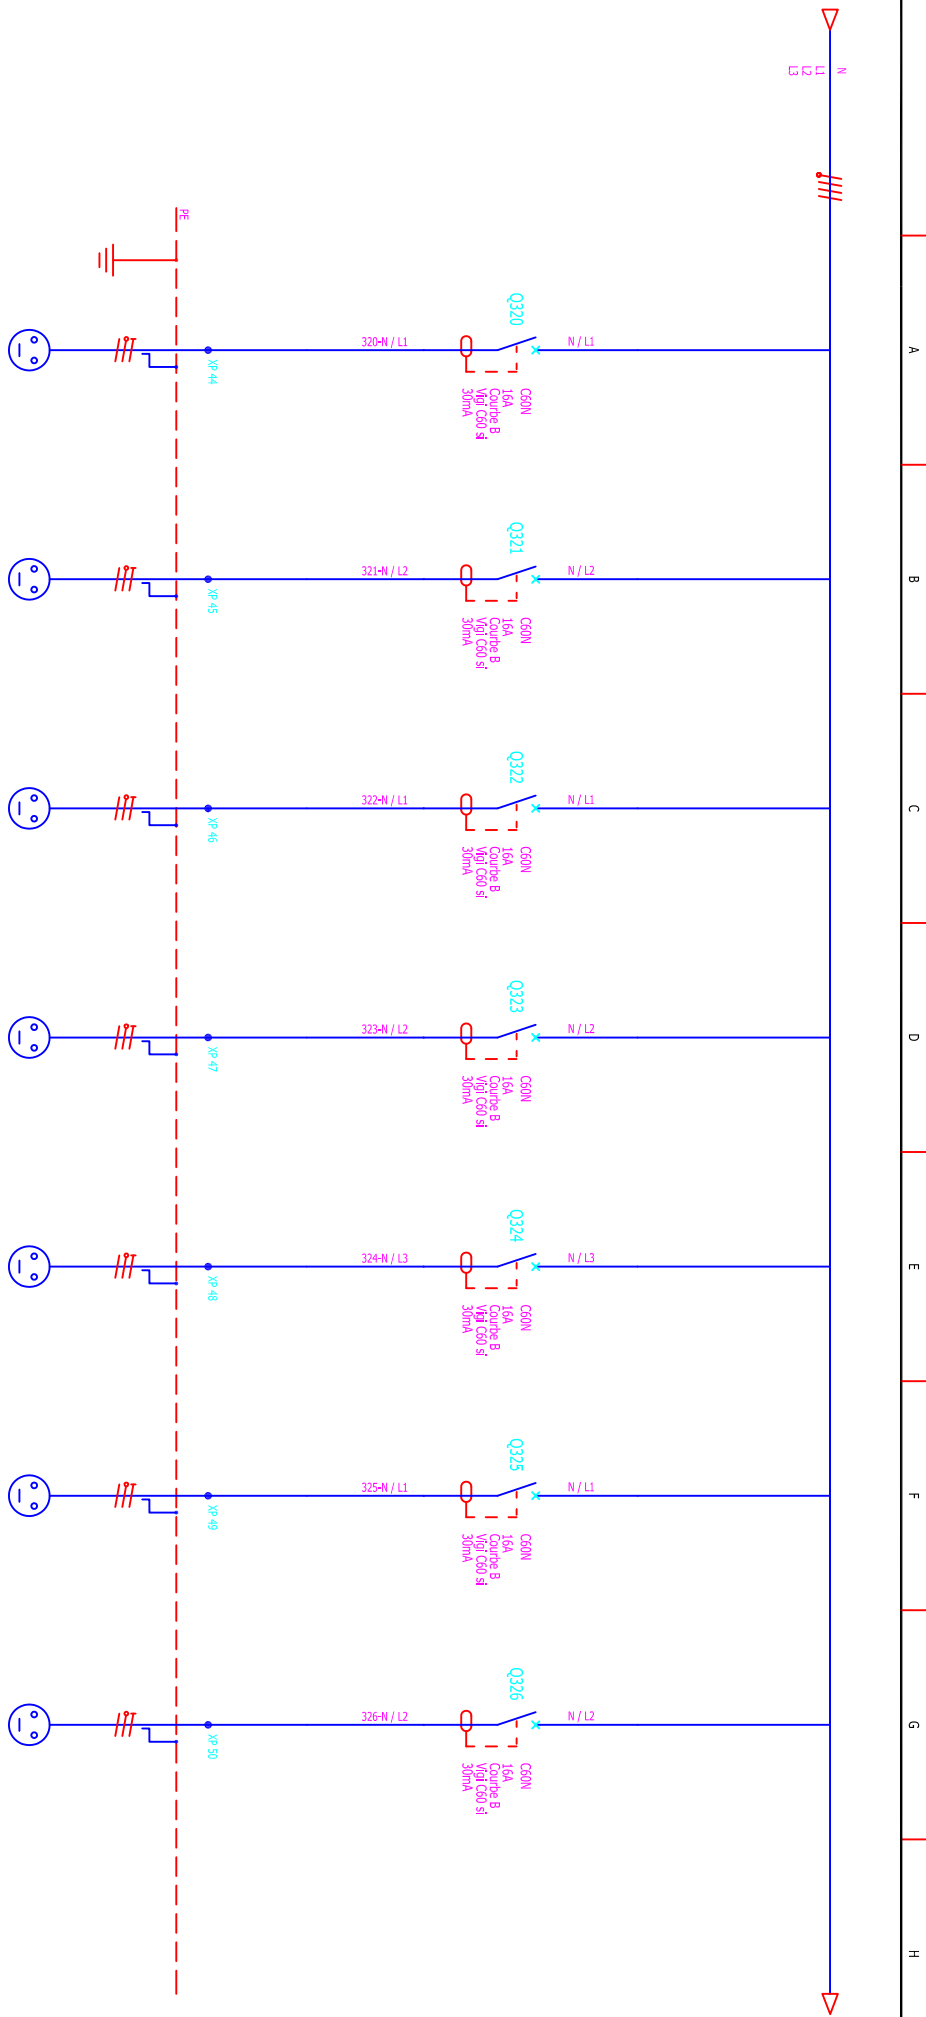 N
L1
L2
L3
PE
A
Q320
N / L1
320-N / L1
C60N
16A
Courbe B
Vigi C60 si
30mA
XP 44
B
Q321
N / L2
321-N / L2
C60N
16A
Courbe B
Vigi C60 si
30mA
XP 45
C
Q322
N / L1
322-N / L1
C60N
16A
Courbe B
Vigi C60 si
30mA
XP 46
D
Q323
N / L2
323-N / L2
C60N
16A
Courbe B
Vigi C60 si
30mA
XP 47
E
Q324
N / L3
324-N / L3
C60N
16A
Courbe B
Vigi C60 si
30mA
XP 48
F
Q325
N / L1
325-N / L1
C60N
16A
Courbe B
Vigi C60 si
30mA
XP 49
G
Q326
N / L2
326-N / L2
C60N
16A
Courbe B
Vigi C60 si
30mA
XP 50
H